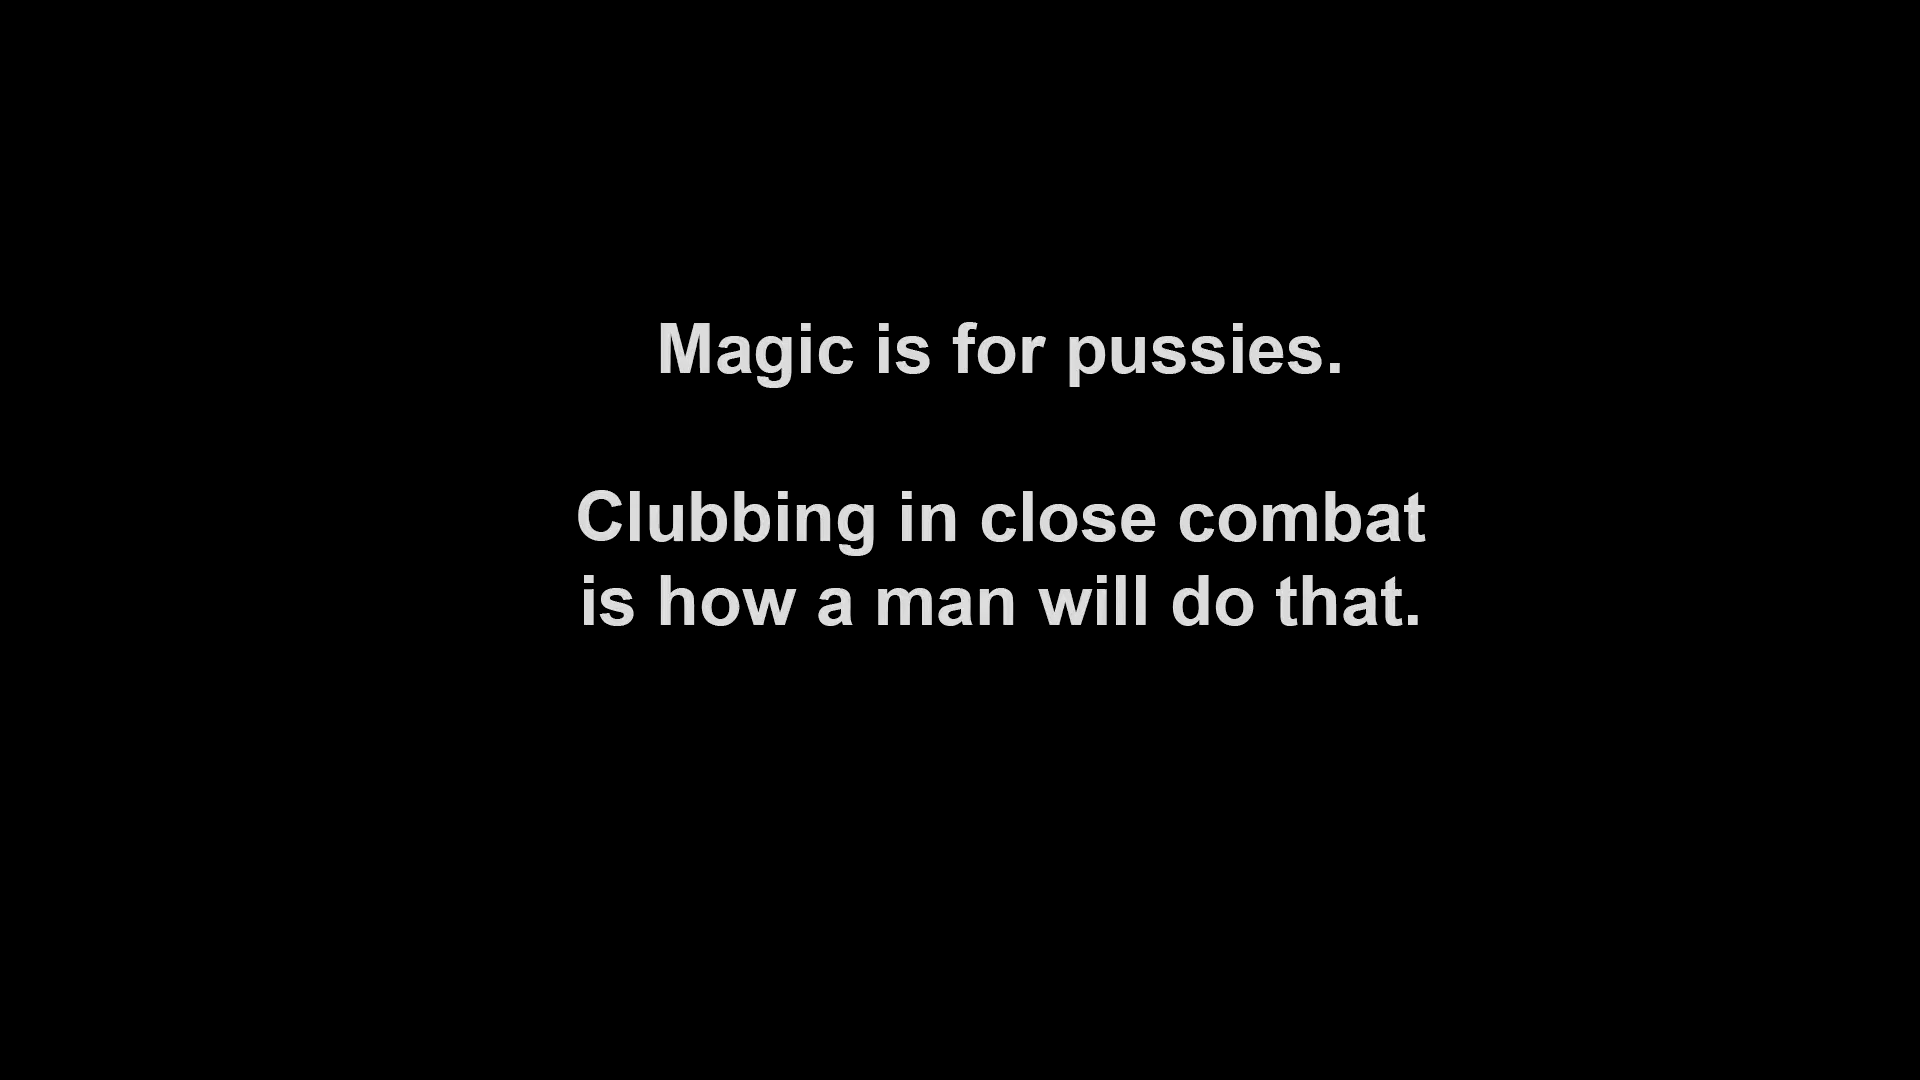 Magic is for pussies.
Clubbing in close combat
is how a man will do that.